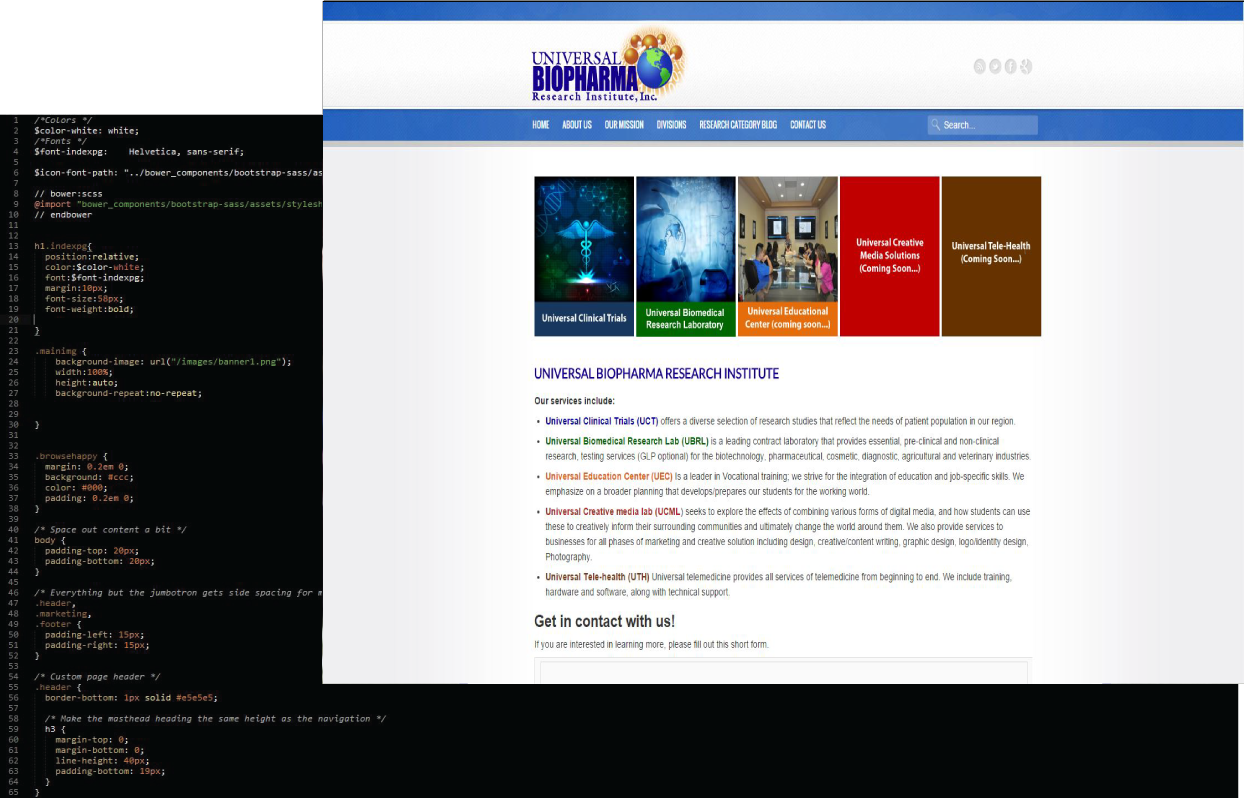 UNIVERSAL
BIOPHARMA
Research Institute, Inc.
HOME ABOUT US OUR MISSION DIVISIONS RESEARCH CATEGORY BLOG CONTACT US
Search...
Universal Clinical Trials
Universal Biomedical
Research Laboratory
Universal Educational
Center (coming soon...)
Universal Creative
Media Solutions
(Coming Soon...)
Universal Tele-Health
(Coming Soon...)
UNIVERSAL BIOPHARMA RESEARCH INSTITUTE
Our services include:
• Universal Clinical Trials (UCT) offers a diverse selection of research studies that reflect the needs of patient population in our region.
• Universal Biomedical Research Lab (UBRL) is a leading contract laboratory that provides essential, pre-clinical and non-clinical
research, testing services (GLP optional) for the biotechnology, pharmaceutical, cosmetic, diagnostic, agricultural and veterinary industries.
• Universal Education Center (UEC) Is a leader in Vocational training; we strive for the integration of education and job-specific skills. We
emphasize on a broader planning that develops/prepares our students for the working world.
• Universal Creative media lab (UCML) seeks to explore the effects of combining various forms of digital media, and how students can use
these to creatively inform their surrounding communities and ultimately change the world around them. We also provide services to
businesses for all phases of marketing and creative solution including design, creative/content writing, graphic design, logo/identity design,
Photography.
• Universal Tele-health (UTH) Universal telemedicine provides all services of telemedicine from beginning to end. We include training,
hardware and software, along with technical support.
Get in contact with us!
If you are interested in learning more, please fill out this short form.
1 /*Colors */
2 $color-white: white;
3 /*Fonts */
4 $font-indexpg: Helvetica, sans-serif;
5
6 $icon-font-path: "../bower_components/bootstrap-sass/as
7
8 // bower:scss
9 @import "bower_components/bootstrap-sass/assets/stylesh
10 // endbower
11
12
13 h1.indexpg{
14 position:relative;
15 color:$color-white;
16 font:$font-indexpg;
17 margin:10px;
18 font-size:58px;
19 font-weight:bold;
20
21 }
22
23 .mainimg {
24 background-image: url("/images/banner1.png");
25 width:100%;
26 height:auto;
27 background-repeat:no-repeat;
28
29
30 }
31
32
33 .browsehappy {
34 margin: 0.2em 0;
35 background: #ccc;
36 color: #000;
37 padding: 0.2em 0;
38 }
39
40 /* Space out content a bit */
41 body {
42 padding-top: 20px;
43 padding-bottom: 20px;
44 }
45
46 /* Everything but the jumbotron gets side spacing for m
47 .header,
48 .marketing,
49 .footer {
50 padding-left: 15px;
51 padding-right: 15px;
52 }
53
54 /* Custom page header */
55 .header {
56 border-bottom: 1px solid #e5e5e5;
57
58 /* Make the masthead heading the same height as the navigation */
59 h3 {
60 margin-top: 0;
61 margin-bottom: 0;
62 line-height: 40px;
63 padding-bottom: 19px;
64 }
65 }